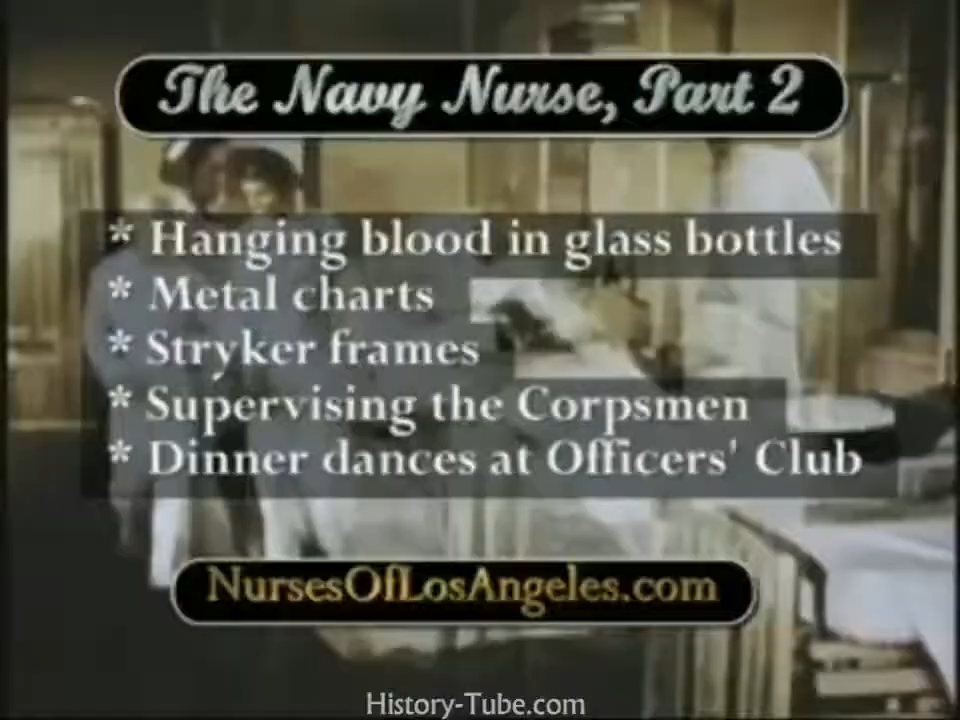 The Navy Nurse, Part 2
* Hanging blood in glass bottles
* Metal charts
* Stryker frames
* Supervising the Corpsmen
* Dinner dances at Officers' Club
NursesOfLosAngeles.com
History-Tube.com